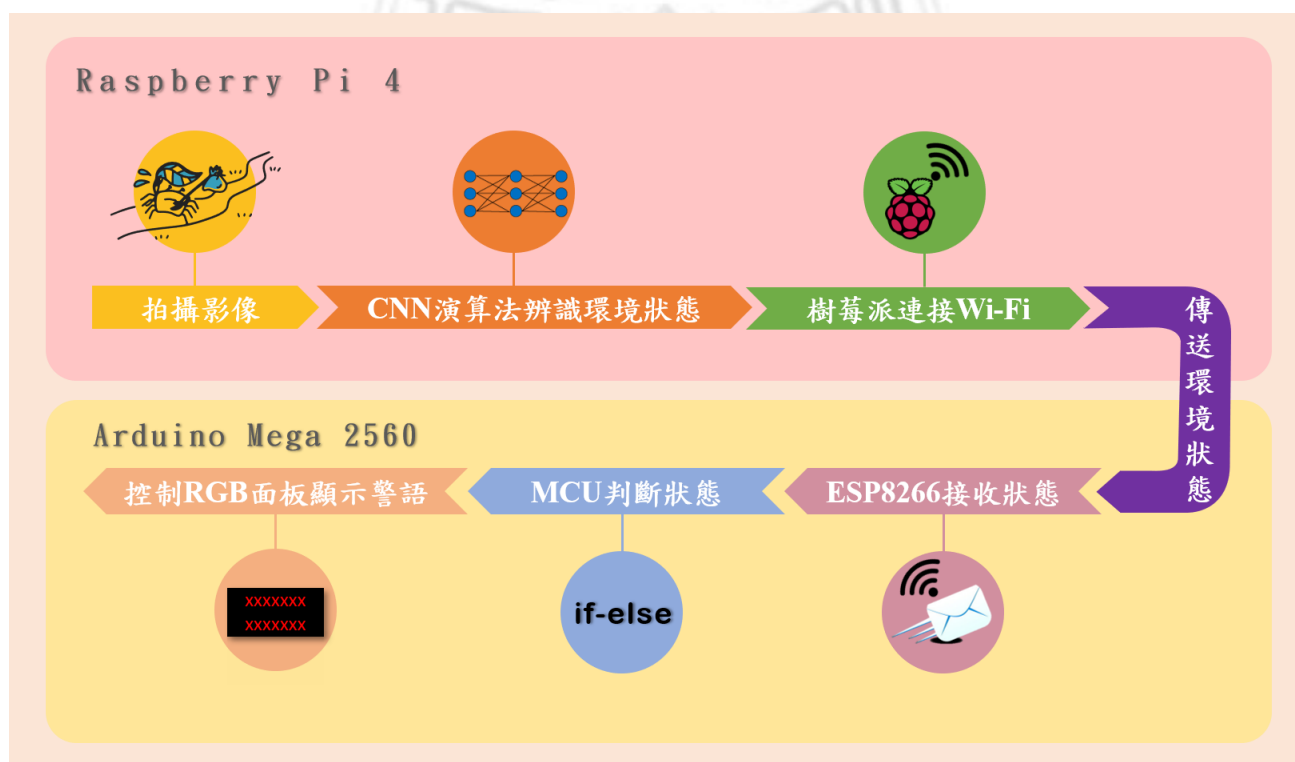 Raspberry Pi 4
拍攝影像
CNN演算法辨識環境狀態
樹莓派連接Wi-Fi
傳送環境狀態
Arduino Mega 2560
ESP8266接收狀態
MCU判斷狀態
控制RGB面板顯示警語
if-else
XXXXXXX
XXXXXXX